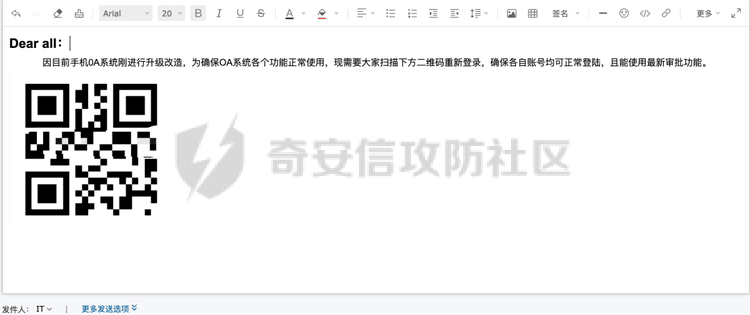 Arial 20 B I U S A 签名 更多
Dear all：
因目前手机0A系统刚进行升级改造，为确保OA系统各个功能正常使用，现需要大家扫描下方二维码重新登录，确保各自账号均可正常登陆，且能使用最新审批功能。
奇安信攻防社区
发件人： IT | 更多发送选项